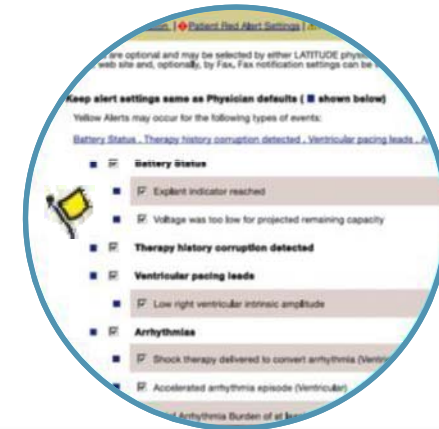 Patient Red Alert Settings |
are optional and may be selected by either LATITUDE
web site and, optionally, by Fax, Fax notification settings can be
Keep alert settings same as Physician defaults ( ■ shown below)
Yellow Alerts may occur for the following types of events:
Battery Status , Therapy history corruption detected , Ventricular pacing leads ,
Battery Status
Explant indicator reached
Voltage was too low for projected remaining capacity
Therapy history corruption detected
Ventricular pacing leads
Low right ventricular intrinsic amplitude
Arrhythmias
Shock therapy delivered to convert arrhythmia
Accelerated arrhythmia episode (Ventricular)
Arrhythmia Burden of at least